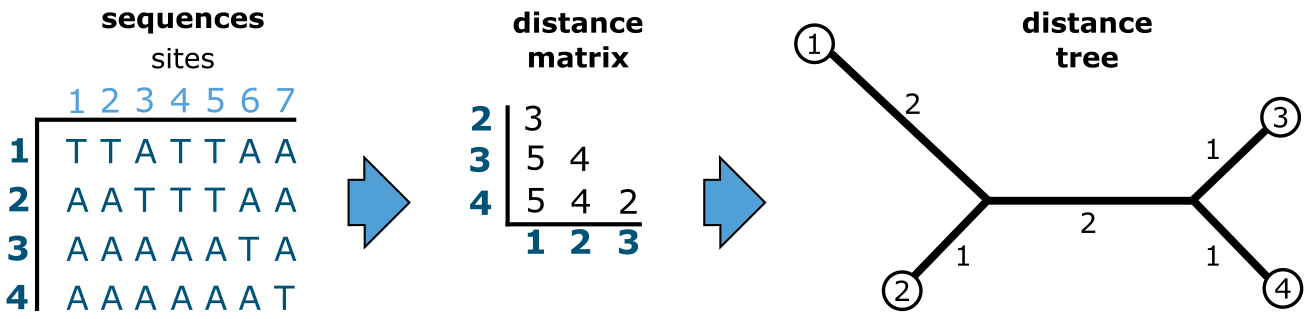 sequences
sites
1 2 3 4 5 6 7
1 T T A T T A A
2 A A T T T A A
3 A A A A A T A
4 A A A A A A T
distance
matrix
2 3
3 5 4
4 5 4 2
1 2 3
distance
tree
1
2
3
1
2
1
1
2
4